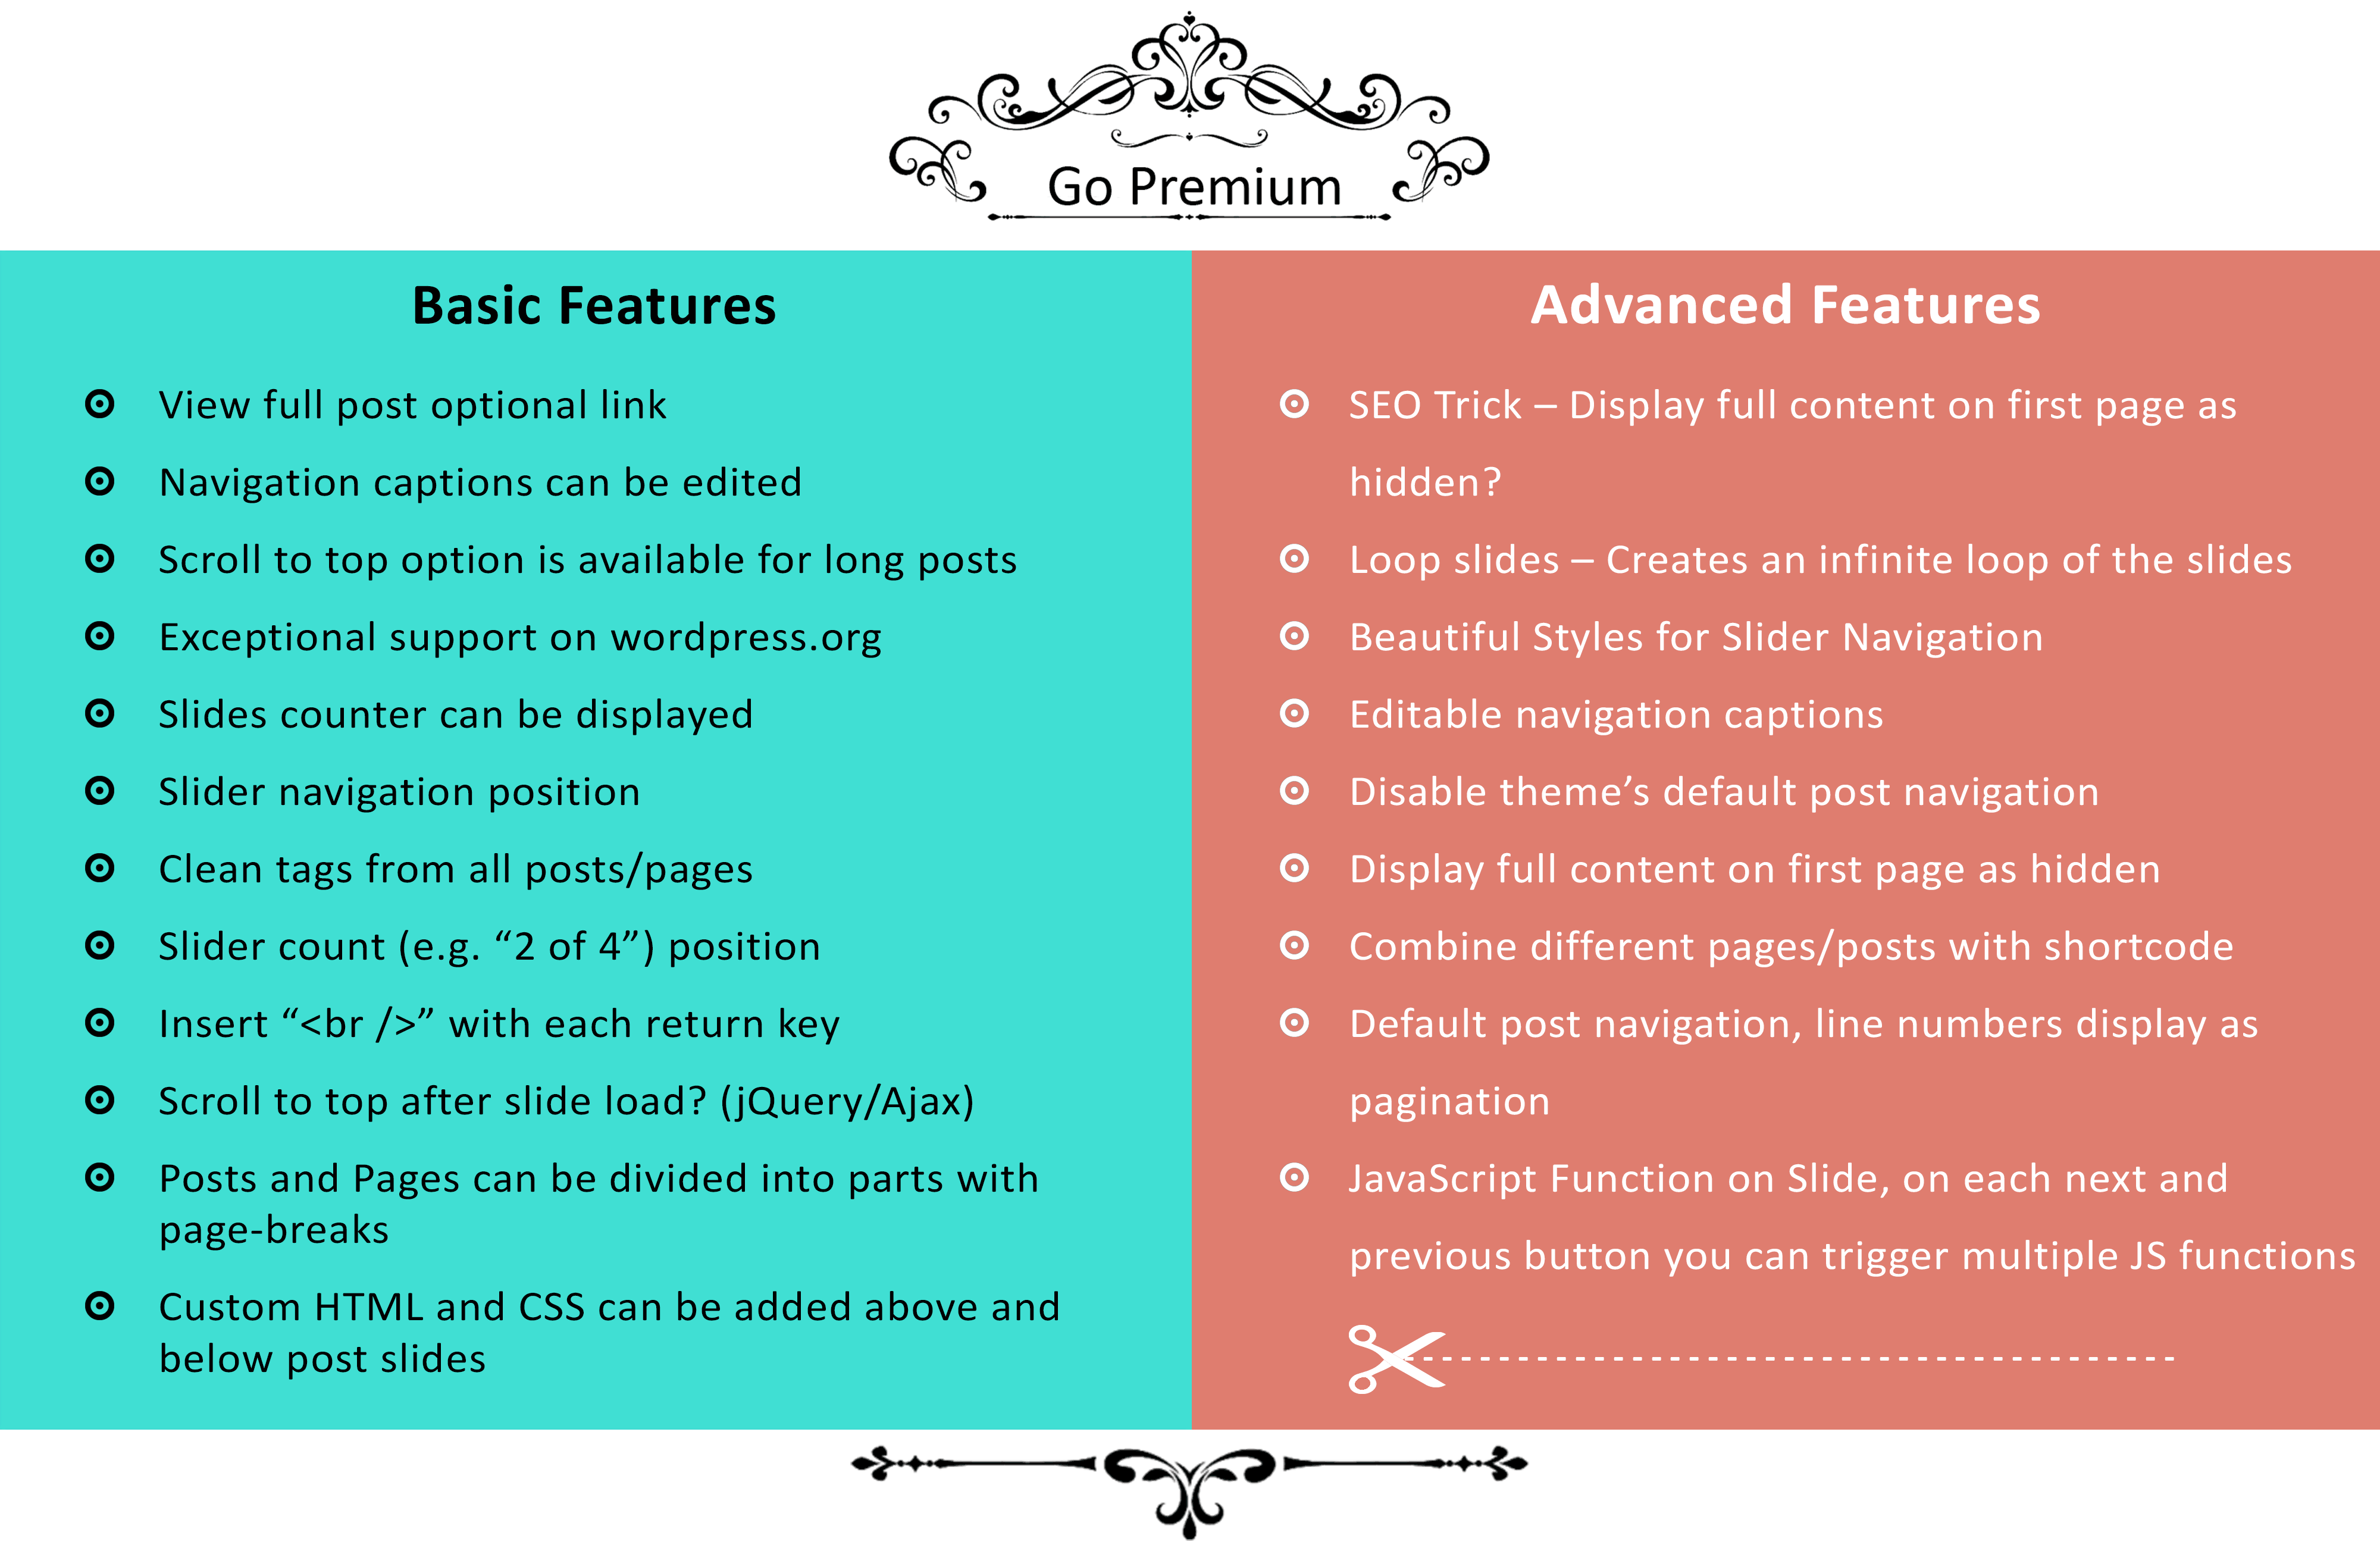 Go Premium
Basic Features
View full post optional link
Navigation captions can be edited
Scroll to top option is available for long posts
Exceptional support on wordpress.org
Slides counter can be displayed
Slider navigation position
Clean tags from all posts/pages
Slider count (e.g. “2 of 4”) position
Insert “<br />” with each return key
Scroll to top after slide load? (jQuery/Ajax)
Posts and Pages can be divided into parts with
page-breaks
Custom HTML and CSS can be added above and
below post slides
Advanced Features
SEO Trick – Display full content on first page as
hidden?
Loop slides – Creates an infinite loop of the slides
Beautiful Styles for Slider Navigation
Editable navigation captions
Disable theme’s default post navigation
Display full content on first page as hidden
Combine different pages/posts with shortcode
Default post navigation, line numbers display as
pagination
JavaScript Function on Slide, on each next and
previous button you can trigger multiple JS functions